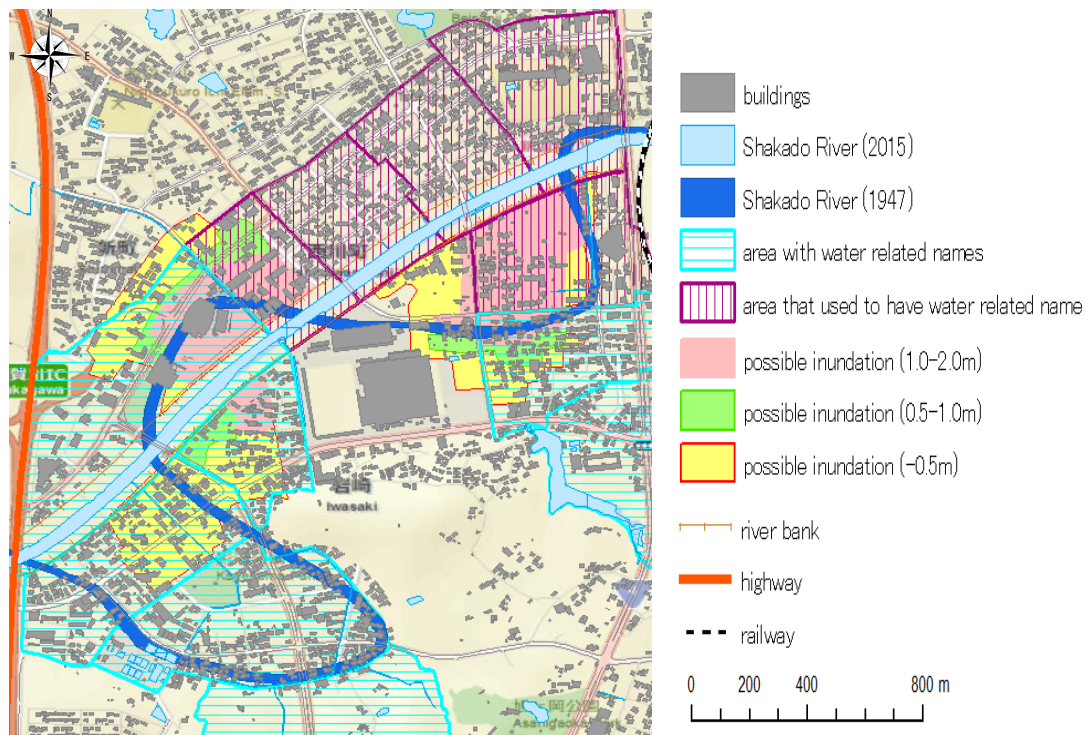 N
W
E
S
新町
岩崎
Iwasaki
buildings
Shakado River (2015)
Shakado River (1947)
area with water related names
area that used to have water related name
possible inundation (1.0-2.0m)
possible inundation (0.5-1.0m)
possible inundation (-0.5m)
river bank
highway
railway
0 200 400 800 m